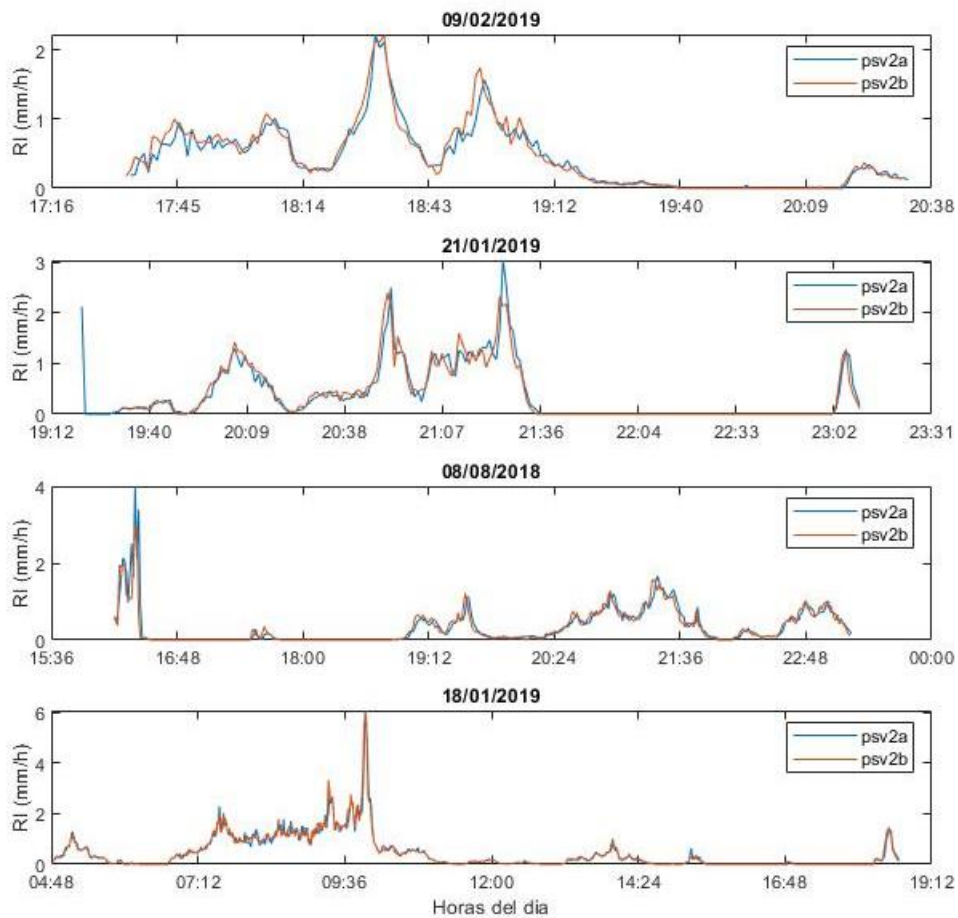 09/02/2019
RI (mm/h)
2
1
0
psv2a
psv2b
17:16 17:45 18:14 18:43 19:12 19:40 20:09 20:38
21/01/2019
RI (mm/h)
3
2
1
0
psv2a
psv2b
19:12 19:40 20:09 20:38 21:07 21:36 22:04 22:33 23:02 23:31
08/08/2018
RI (mm/h)
4
2
0
psv2a
psv2b
15:36 16:48 18:00 19:12 20:24 21:36 22:48 00:00
18/01/2019
RI (mm/h)
6
4
2
0
psv2a
psv2b
04:48 07:12 09:36 12:00 14:24 16:48 19:12
Horas del dia